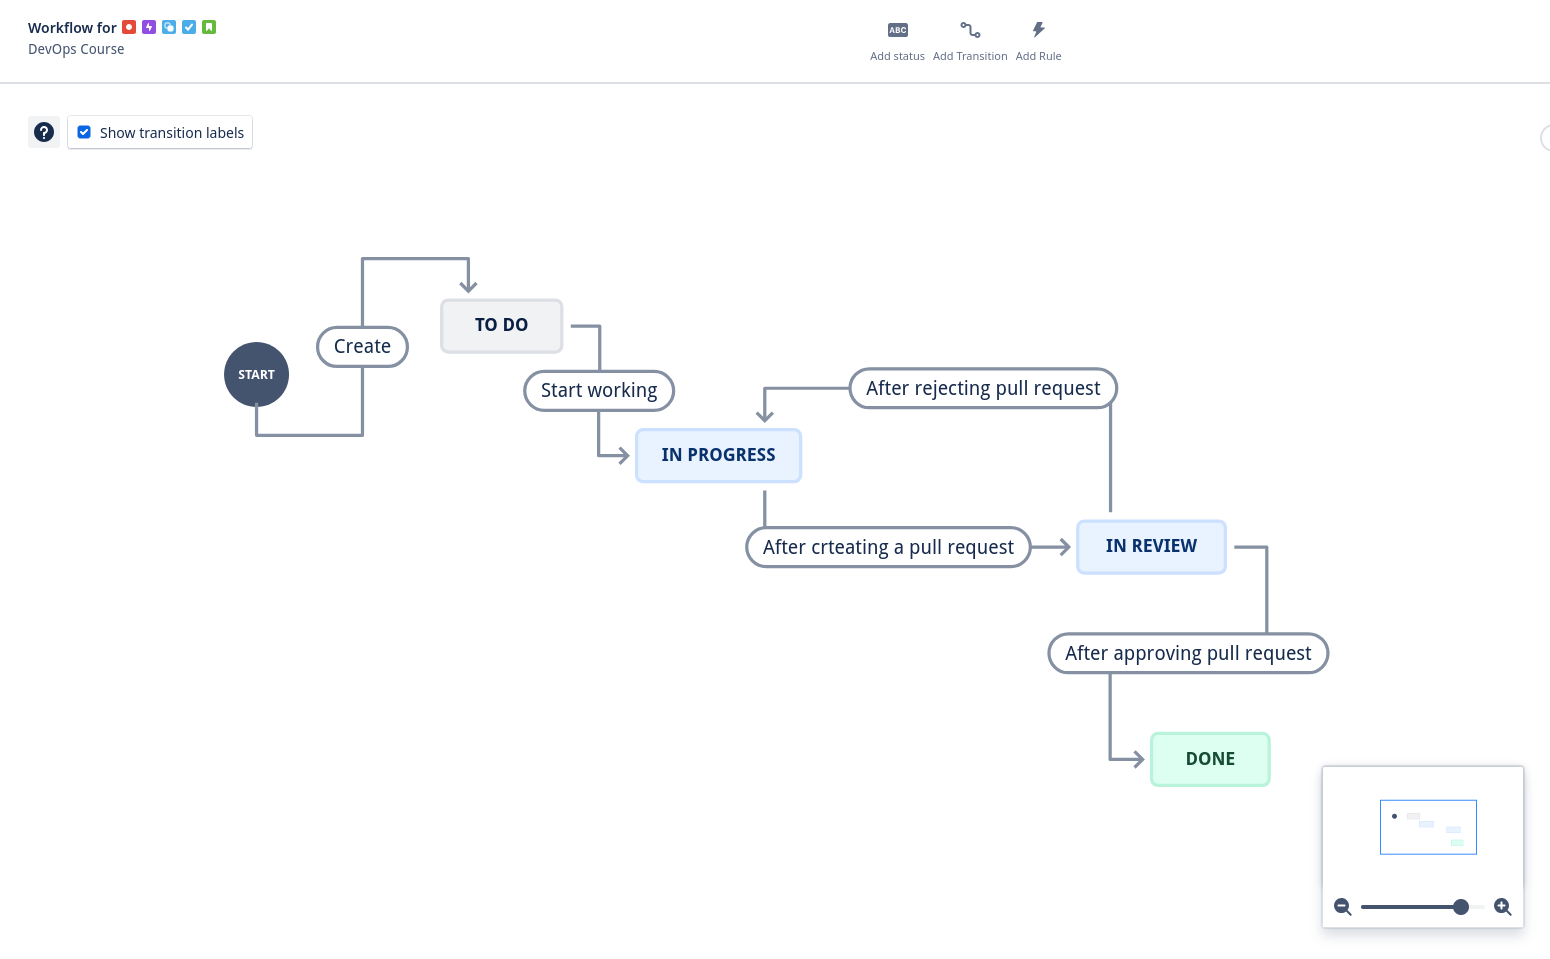 Workflow for
DevOps Course
ABC
Add status
Add Transition
Add Rule
Show transition labels
TO DO
Create
START
Start working
After rejecting pull request
IN PROGRESS
After crteating a pull request
IN REVIEW
After approving pull request
DONE